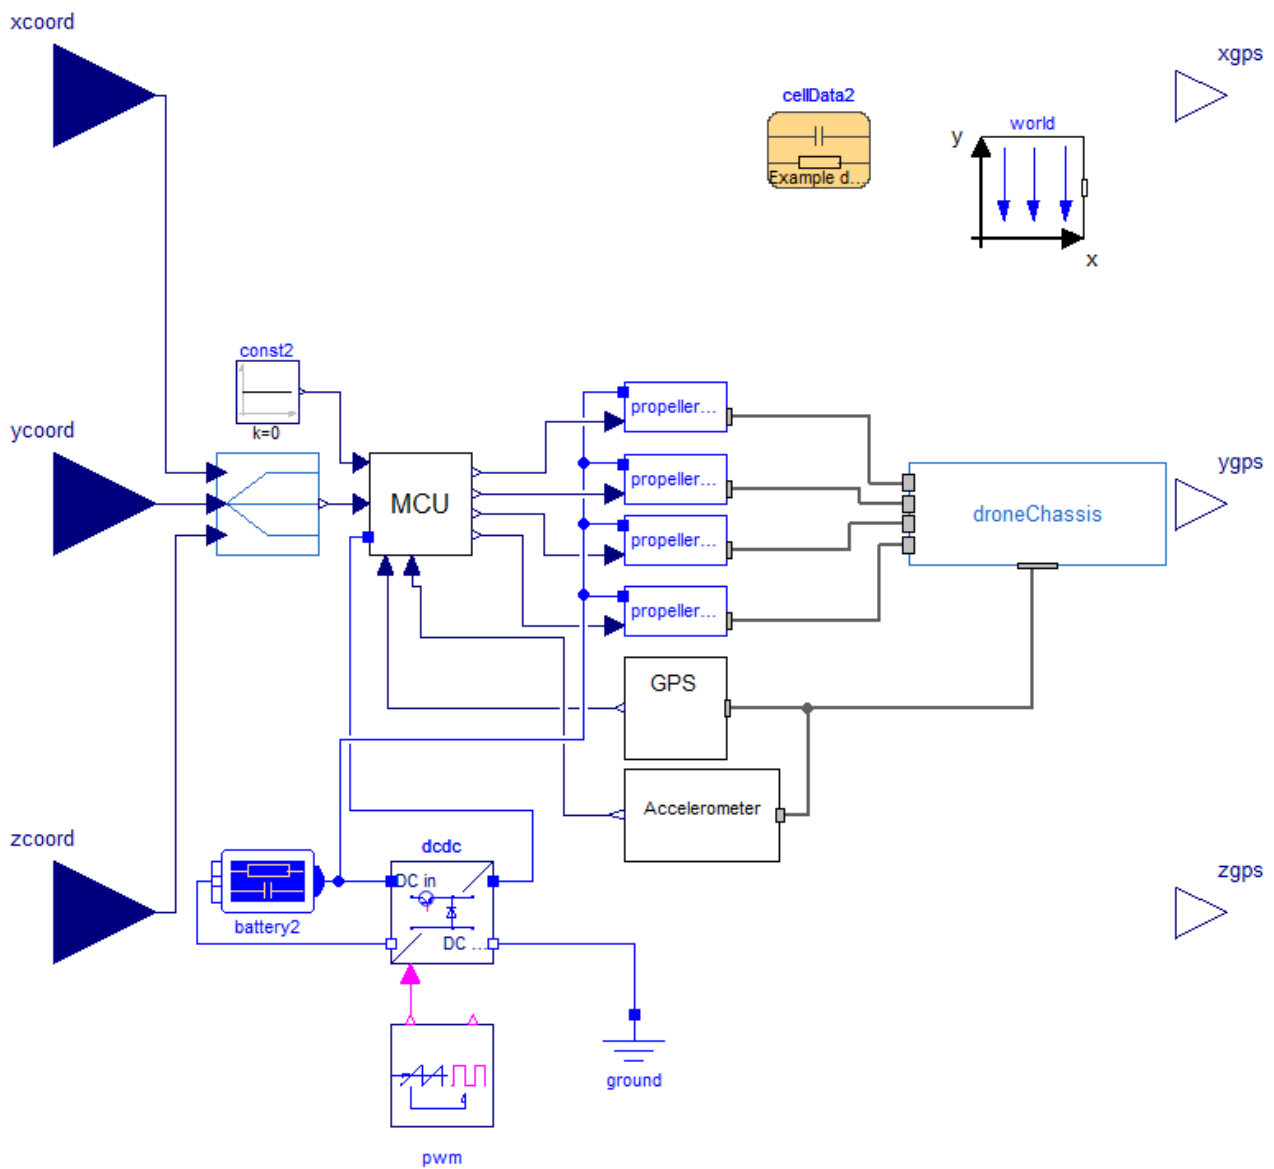 xcoord
xgps
cellData2
Example d...
world
y
x
const2
k=0
ycoord
MCU
propeller...
propeller...
propeller...
propeller...
droneChassis
ygps
GPS
Accelerometer
zcoord
zgps
dcdc
DC in
DC ...
battery2
ground
pwm